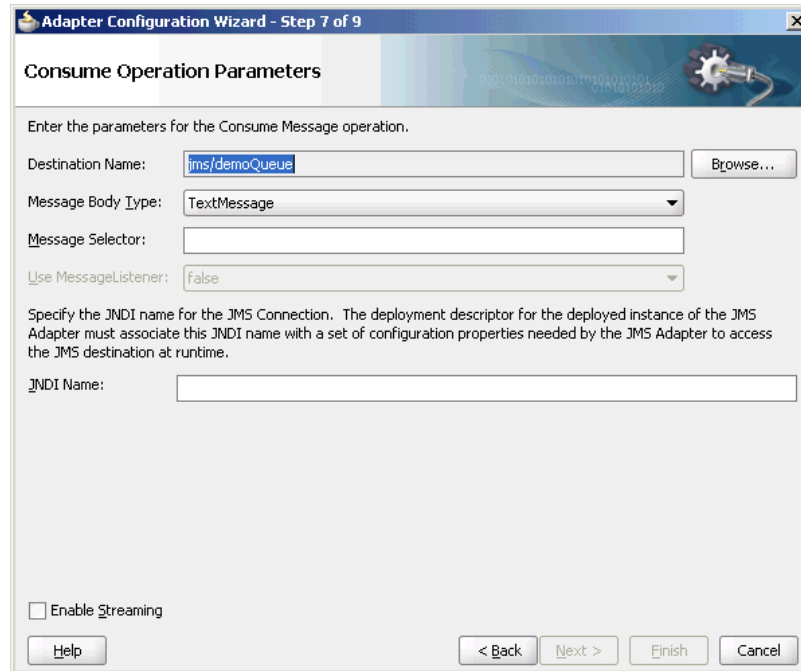 Adapter Configuration Wizard - Step 7 of 9
Consume Operation Parameters
Enter the parameters for the Consume Message operation.
Destination Name: jms/demoQueue Browse...
Message Body Type: TextMessage
Message Selector:
Use MessageListener: false
Specify the JNDI name for the JMS Connection. The deployment descriptor for the deployed instance of the JMS
Adapter must associate this JNDI name with a set of configuration properties needed by the JMS Adapter to access
the JMS destination at runtime.
JNDI Name:
Enable Streaming
Help < Back Next > Finish Cancel